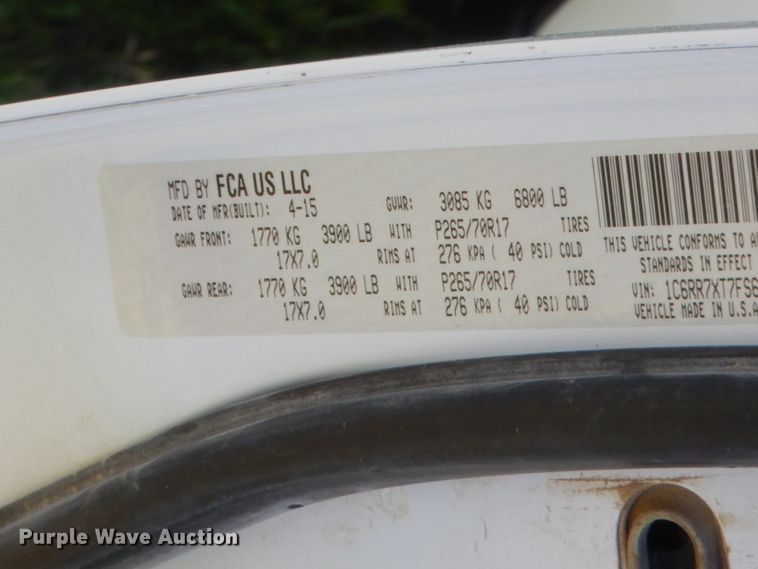 MFD BY FCA US LLC
DATE OF MFR(BUILT): 4-15 GVWR: 3085 KG 6800 LB
GAWR FRONT: 1770 KG 3900 LB WITH P265/70R17 TIRES
17X7.0 RIMS AT 276 KPA ( 40 PSI) COLD
GAWR REAR: 1770 KG 3900 LB WITH P265/70R17 TIRES
17X7.0 RIMS AT 276 KPA ( 40 PSI) COLD
THIS VEHICLE CONFORMS TO
STANDARDS IN EFFECT
VIN: 1C6RR7XT7FS6
VEHICLE MADE IN U.S.A
Purple Wave Auction